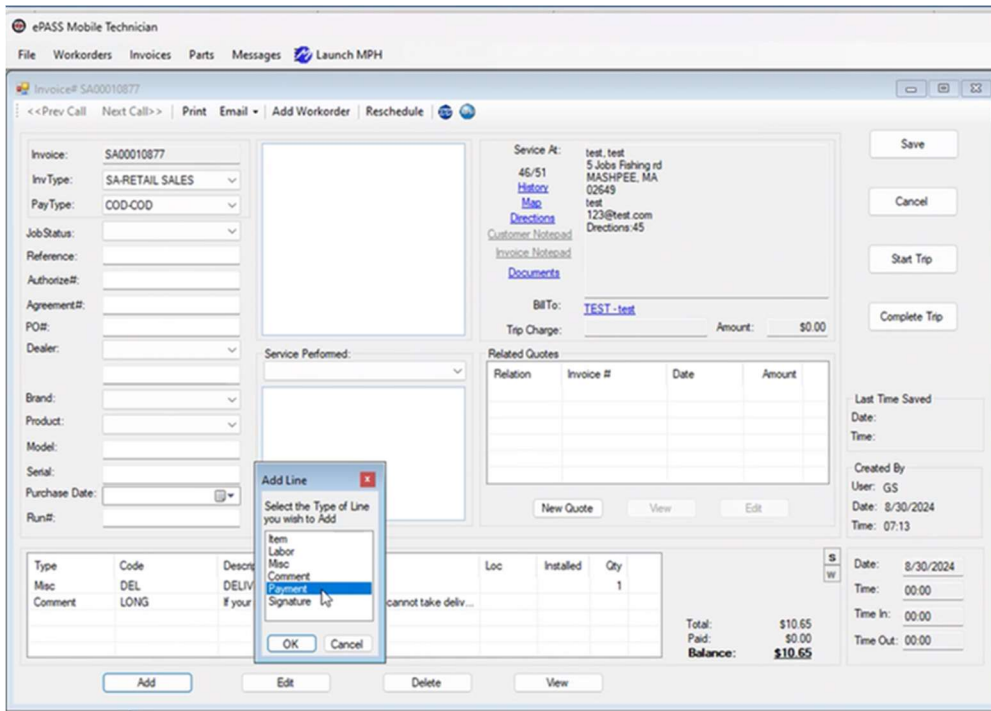 ePASS Mobile Technician
File Workorders Invoices Parts Messages Launch MPH
Invoice# SA00010877
<<Prev Call Next Call>> Print Email Add Workorder Reschedule
Invoice: SA00010877
InvType: SA-RETAIL SALES
PayType: COD-COD
JobStatus:
Reference:
Authorize#:
Agreement#:
PO#:
Dealer:
Brand:
Product:
Model:
Serial:
Purchase Date:
Run#:
Service Performed:
Sevice At:
46/51
History
Map
Directions
Customer Notepad
Invoice Notepad
Documents
test, test
5 Jobs Fishing rd
MASHPEE, MA
02649
test
123@test.com
Directions:45
BillTo: TEST - test
Trip Charge: Amount: $0.00
Related Quotes
Relation Invoice # Date Amount
New Quote View Edit
Save
Cancel
Start Trip
Complete Trip
Last Time Saved
Date:
Time:
Created By
User: GS
Date: 8/30/2024
Time: 07:13
Add Line
x
Select the Type of Line
you wish to Add
Item
Labor
Misc
Comment
Payment
Signature
OK Cancel
Type Code Descrip Loc Installed Qty
Misc DEL DELIV 1
Comment LONG If your cannot take deliv...
S
W
Total: $10.65
Paid: $0.00
Balance: $10.65
Date: 8/30/2024
Time: 00:00
Time In: 00:00
Time Out: 00:00
Add Edit Delete View